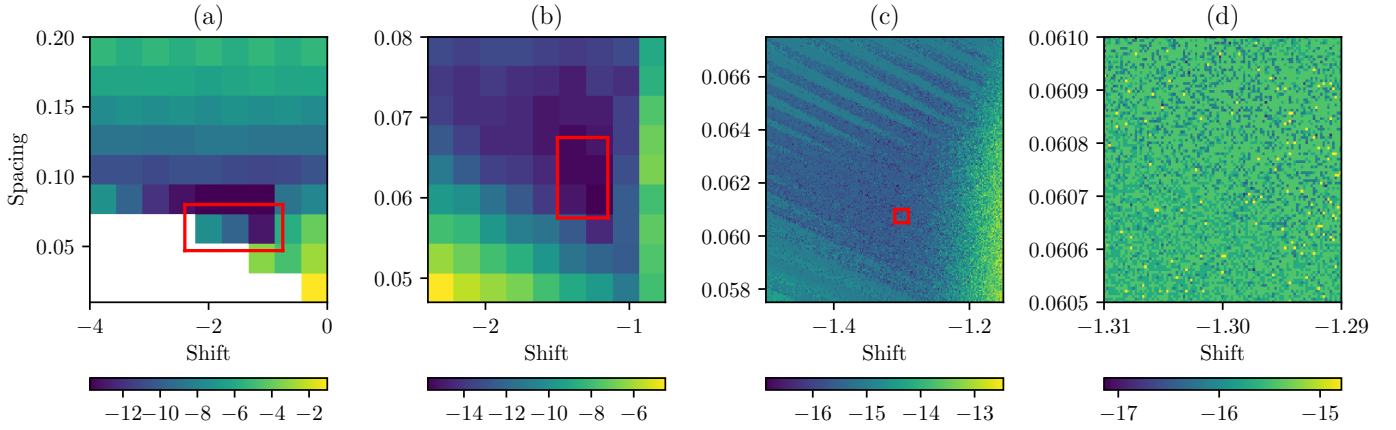 (a) (b) (c) (d)
Spacing
0.20
0.15
0.10
0.05
−4 −2 0
Shift
−12 −10 −8 −6 −4 −2
0.08
0.07
0.06
0.05
−2 −1
Shift
−14 −12 −10 −8 −6
0.066
0.064
0.062
0.060
0.058
−1.4 −1.2
Shift
−16 −15 −14 −13
0.0610
0.0609
0.0608
0.0607
0.0606
0.0605
−1.31 −1.30 −1.29
Shift
−17 −16 −15